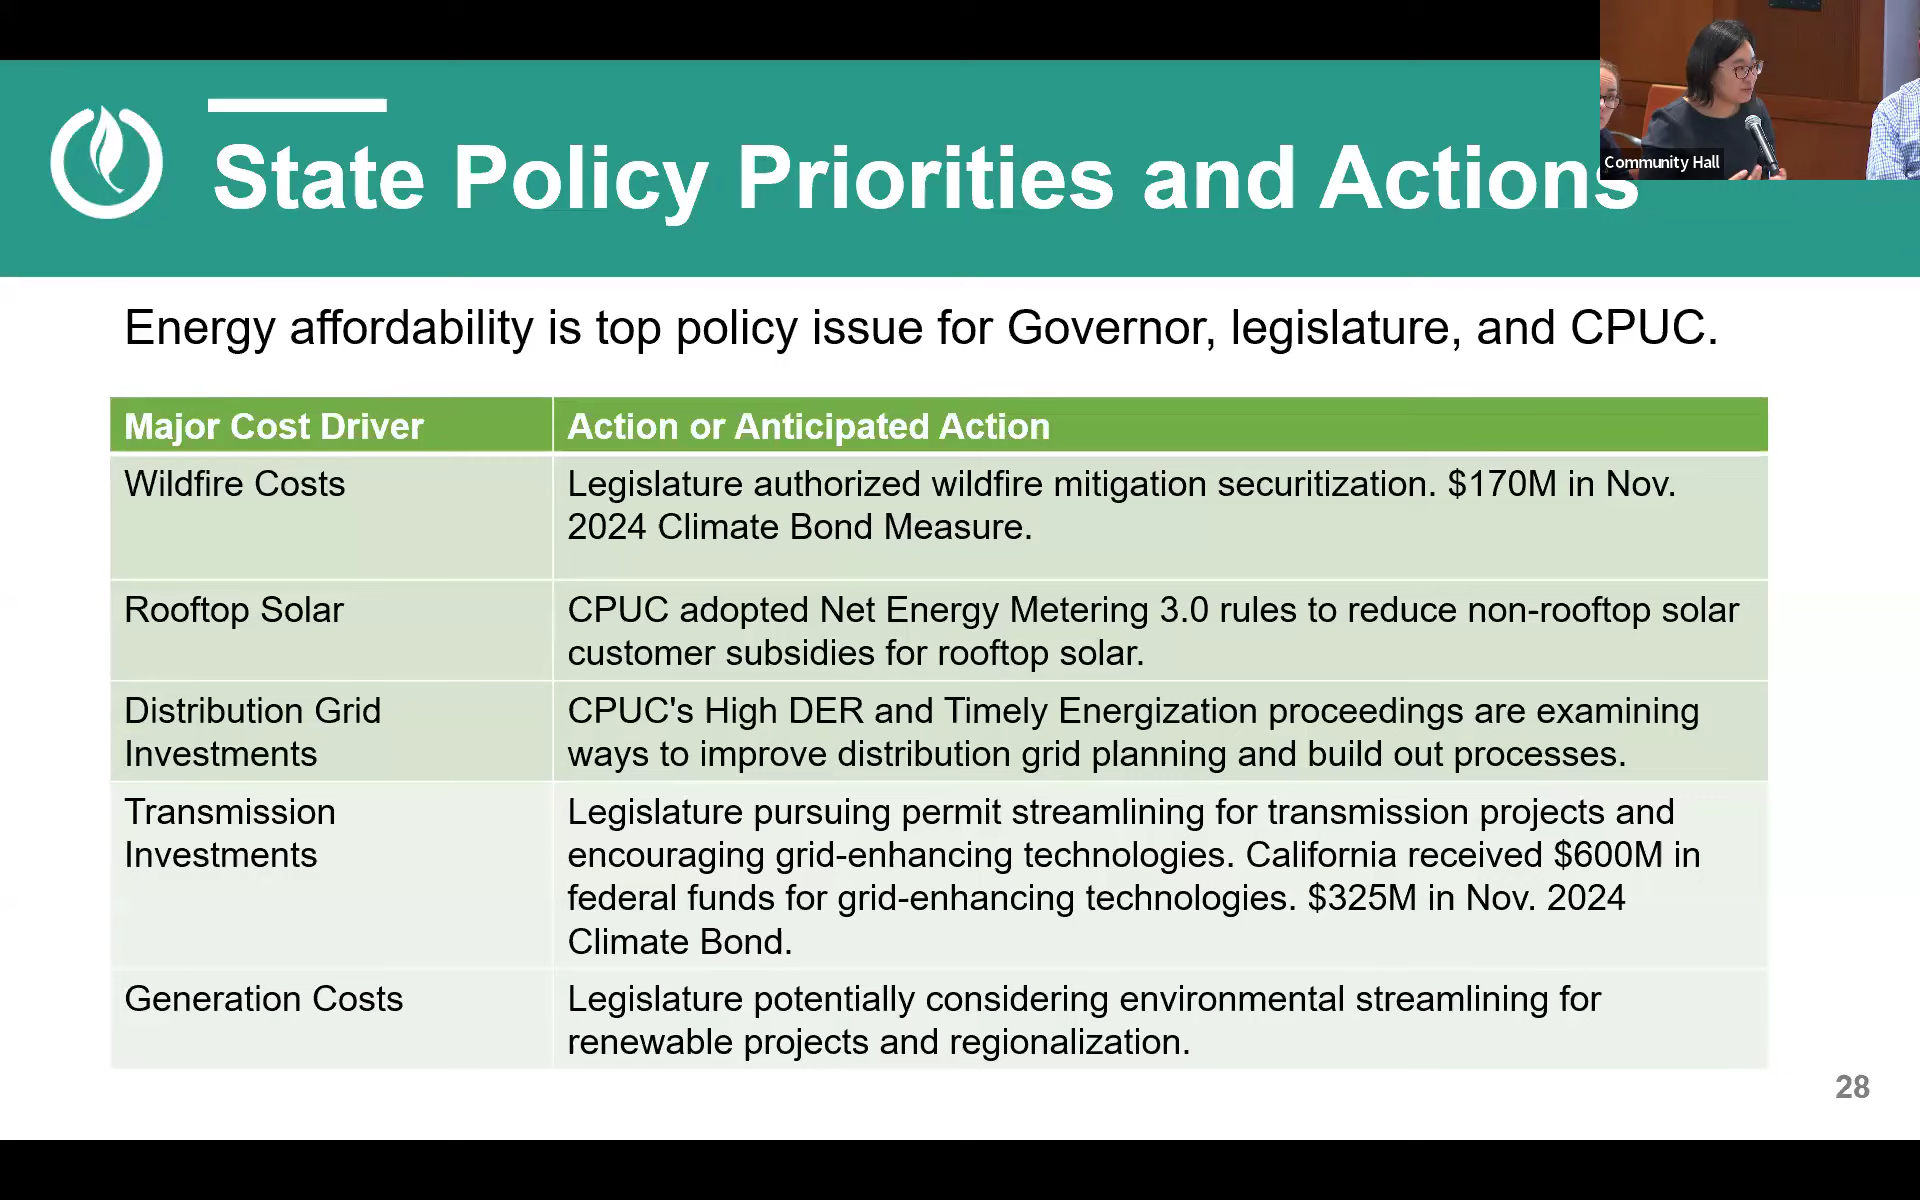 State Policy Priorities and Actions
Community Hall
Energy affordability is top policy issue for Governor, legislature, and CPUC.
Major Cost Driver
Action or Anticipated Action
Wildfire Costs
Legislature authorized wildfire mitigation securitization. $170M in Nov.
2024 Climate Bond Measure.
Rooftop Solar
CPUC adopted Net Energy Metering 3.0 rules to reduce non-rooftop solar
customer subsidies for rooftop solar.
Distribution Grid
Investments
CPUC's High DER and Timely Energization proceedings are examining
ways to improve distribution grid planning and build out processes.
Transmission
Investments
Legislature pursuing permit streamlining for transmission projects and
encouraging grid-enhancing technologies. California received $600M in
federal funds for grid-enhancing technologies. $325M in Nov. 2024
Climate Bond.
Generation Costs
Legislature potentially considering environmental streamlining for
renewable projects and regionalization.
28